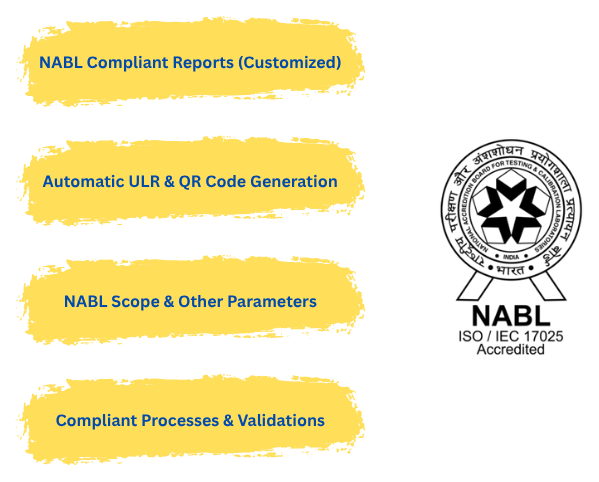 NABL Compliant Reports (Customized)
Automatic ULR & QR Code Generation
NABL Scope & Other Parameters
Compliant Processes & Validations
राष्ट्रीय परीक्षण और अंशशोधन प्रयोगशाला प्रत्यायन बोर्ड
NATIONAL ACCREDITATION BOARD FOR TESTING & CALIBRATION LABORATORIES
INDIA
भारत
NABL
ISO / IEC 17025
Accredited